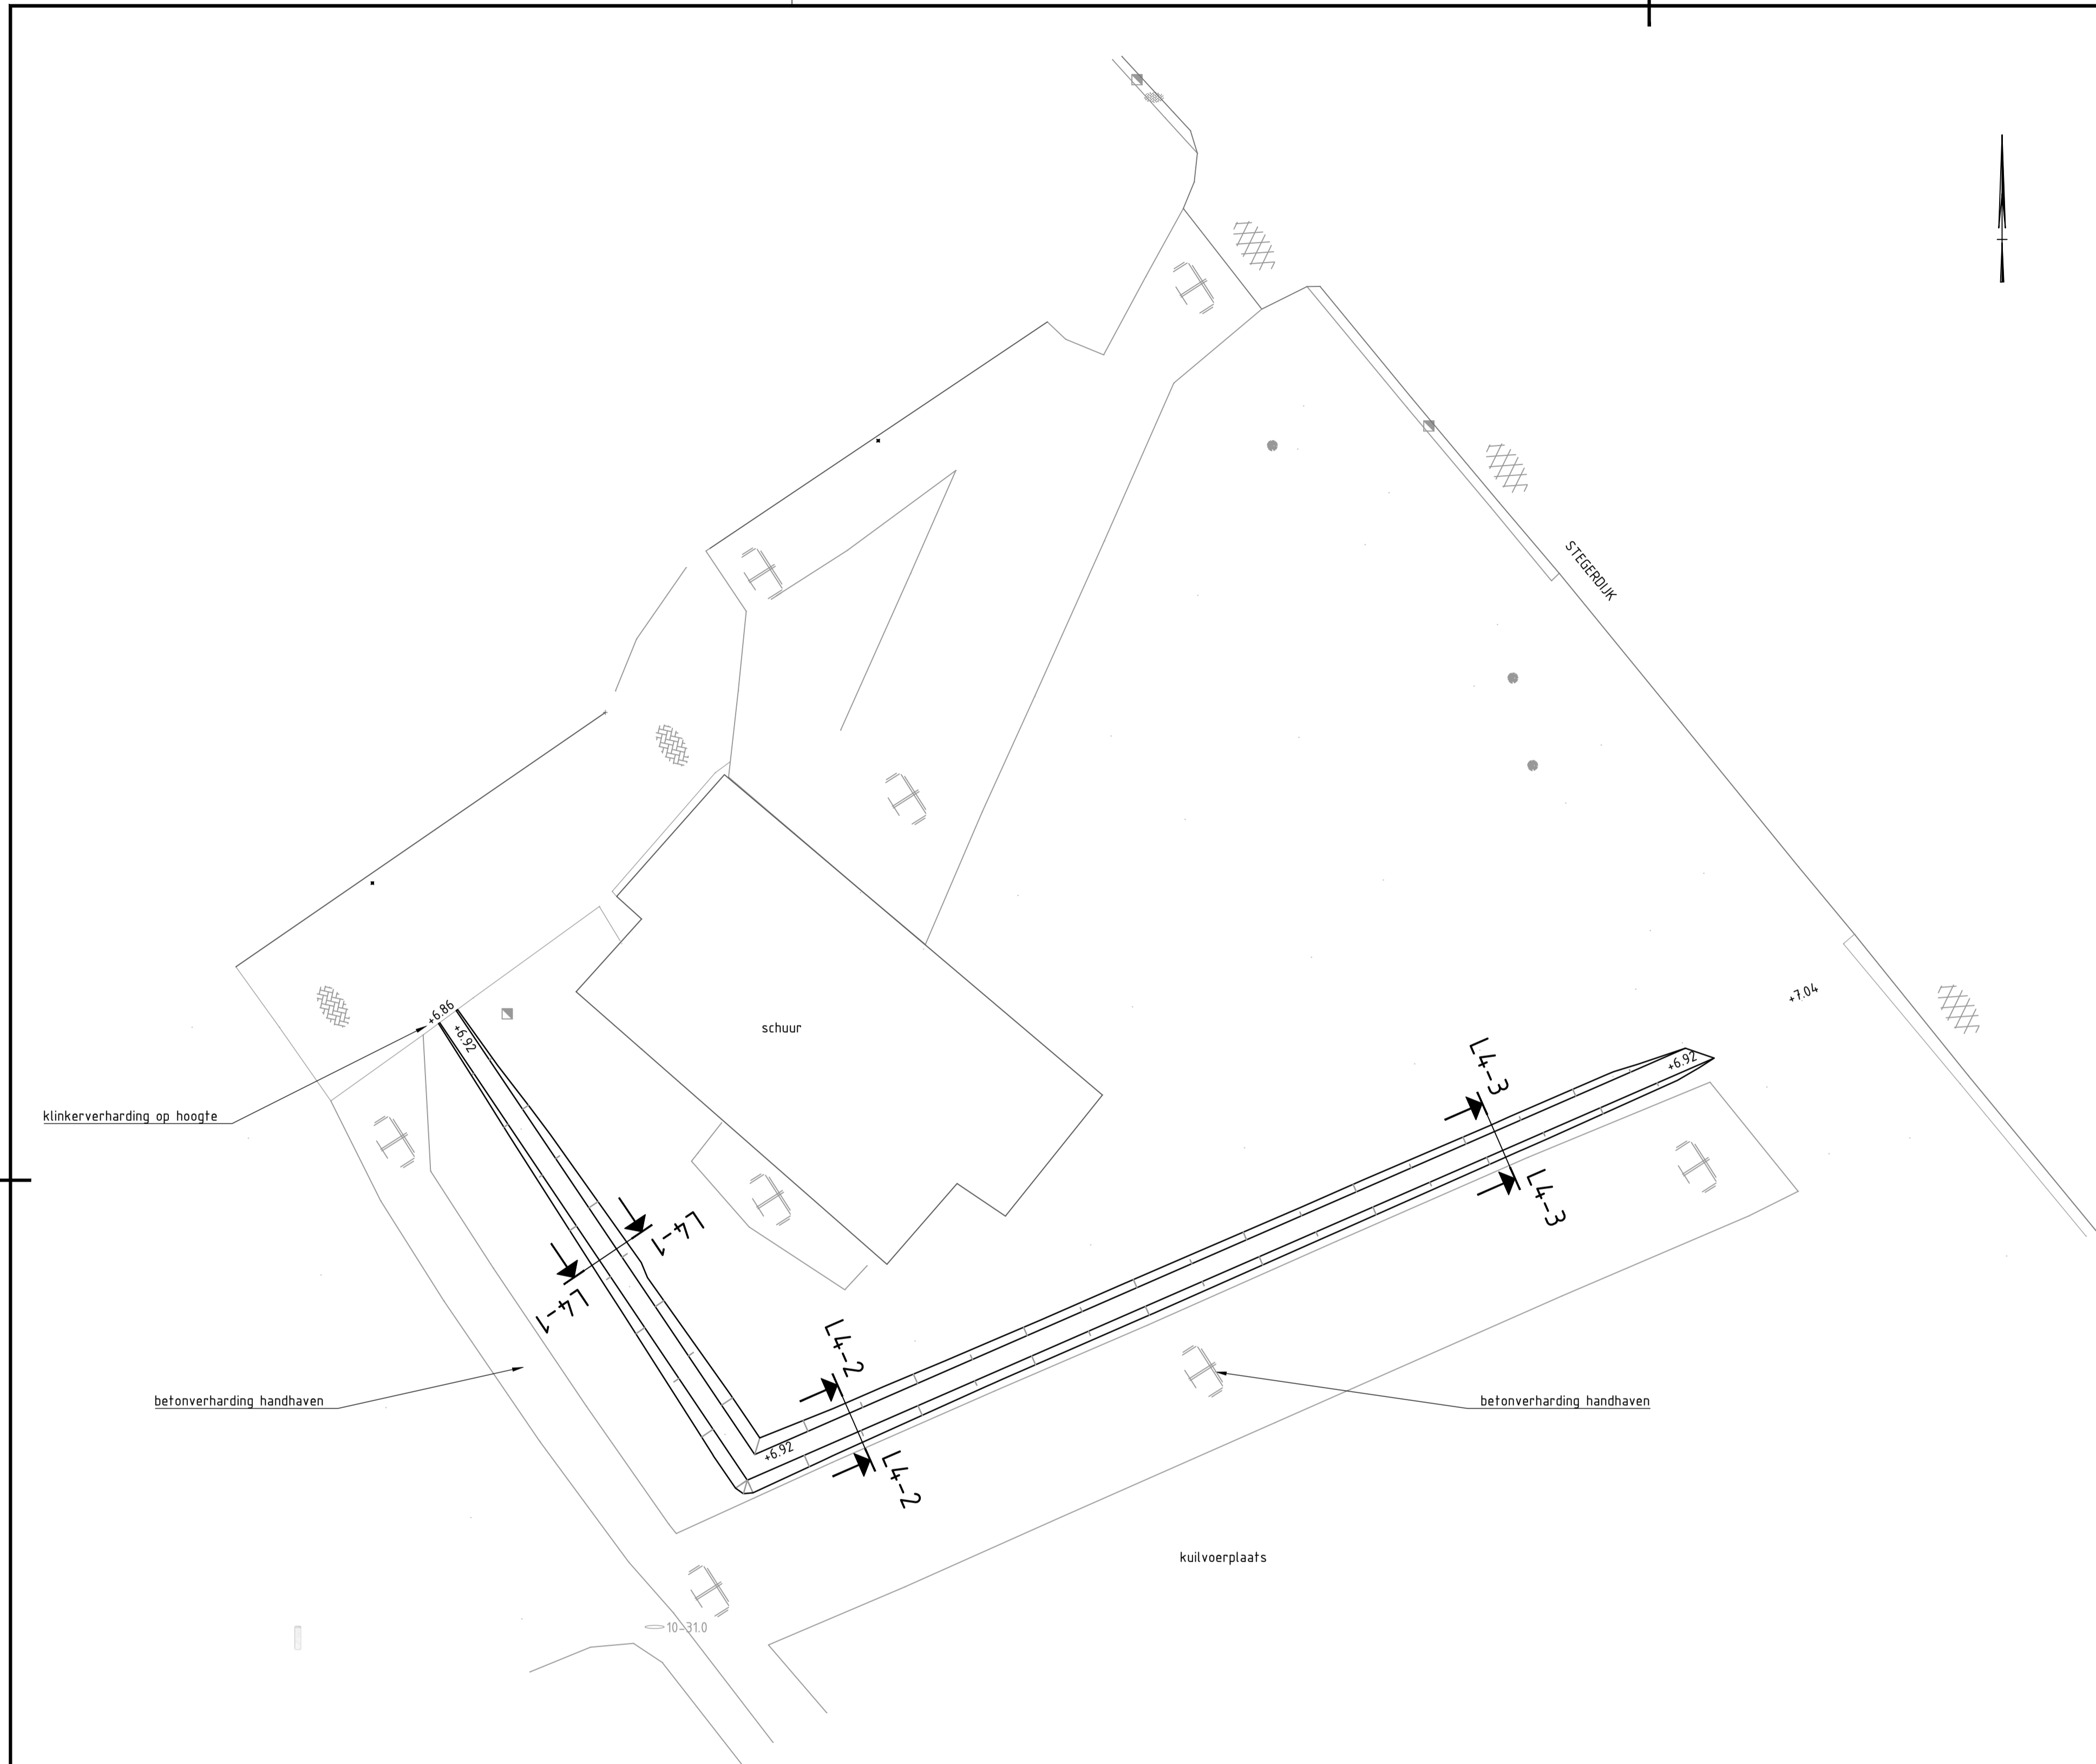 STEGERDIJK
+7.04
+6.86
+6.92
schuur
L4-3
+6.92
klinkerverharding op hoogte
L4-3
L4-1
L4-1
L4-2
betonverharding handhaven
betonverharding handhaven
+6.92
L4-2
kuilvoerplaats
10-31.0